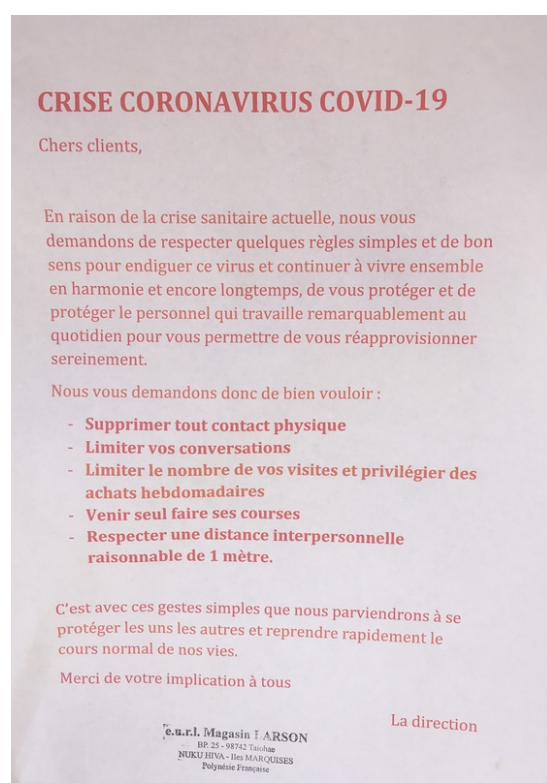 CRISE CORONAVIRUS COVID-19
Chers clients,
En raison de la crise sanitaire actuelle, nous vous
demandons de respecter quelques règles simples et de bon
sens pour endiguer ce virus et continuer à vivre ensemble
en harmonie et encore longtemps, de vous protéger et de
protéger le personnel qui travaille remarquablement au
quotidien pour vous permettre de vous réapprovisionner
sereinement.
Nous vous demandons donc de bien vouloir :
- Supprimer tout contact physique
- Limiter vos conversations
- Limiter le nombre de vos visites et privilégier des
achats hebdomadaires
- Venir seul faire ses courses
- Respecter une distance interpersonnelle
raisonnable de 1 mètre.
C'est avec ces gestes simples que nous parviendrons à se
protéger les uns les autres et reprendre rapidement le
cours normal de nos vies.
Merci de votre implication à tous
La direction
e.u.r.l. Magasin LARSON
BP. 25 - 98742 Taiohae
NUKU HIVA - Iles MARQUISES
Polynésie Française